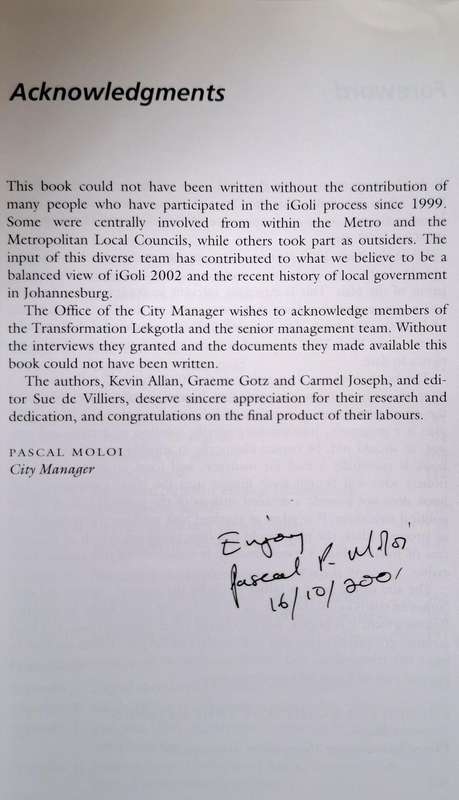 Acknowledgments
This book could not have been written without the contribution of
many people who have participated in the iGoli process since 1999.
Some were centrally involved from within the Metro and the
Metropolitan Local Councils, while others took part as outsiders. The
input of this diverse team has contributed to what we believe to be a
balanced view of iGoli 2002 and the recent history of local government
in Johannesburg.
The Office of the City Manager wishes to acknowledge members of
the Transformation Lekgotla and the senior management team. Without
the interviews they granted and the documents they made available this
book could not have been written.
The authors, Kevin Allan, Graeme Gotz and Carmel Joseph, and edi-
tor Sue de Villiers, deserve sincere appreciation for their research and
dedication, and congratulations on the final product of their labours.
PASCAL MOLOI
City Manager
Enjoy
Pascal P. Moloi
16/10/2001